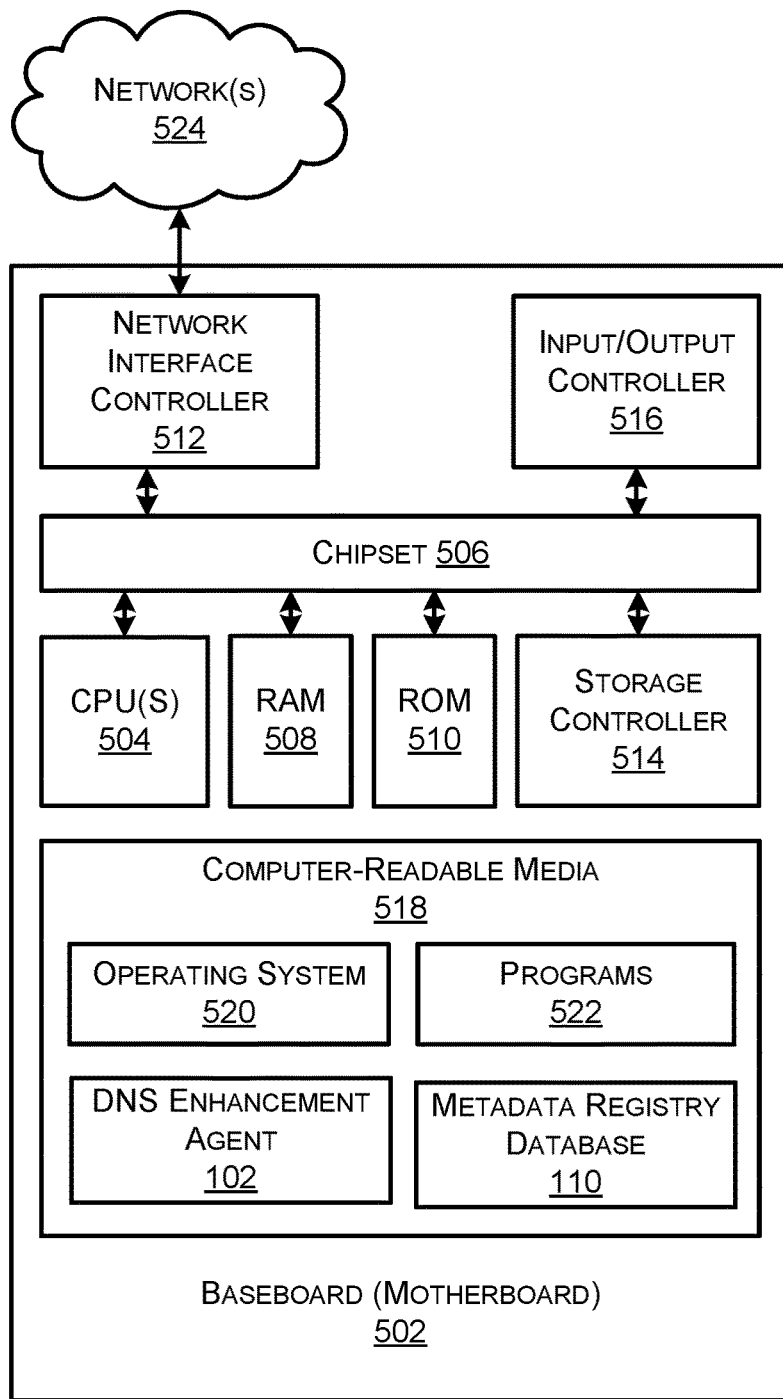 NETWORK(S)
524
NETWORK
INTERFACE
CONTROLLER
512
INPUT/OUTPUT
CONTROLLER
516
CHIPSET 506
CPU(S)
504
RAM
508
ROM
510
STORAGE
CONTROLLER
514
COMPUTER-READABLE MEDIA
518
OPERATING SYSTEM
520
PROGRAMS
522
DNS ENHANCEMENT
AGENT
102
METADATA REGISTRY
DATABASE
110
BASEBOARD (MOTHERBOARD)
502